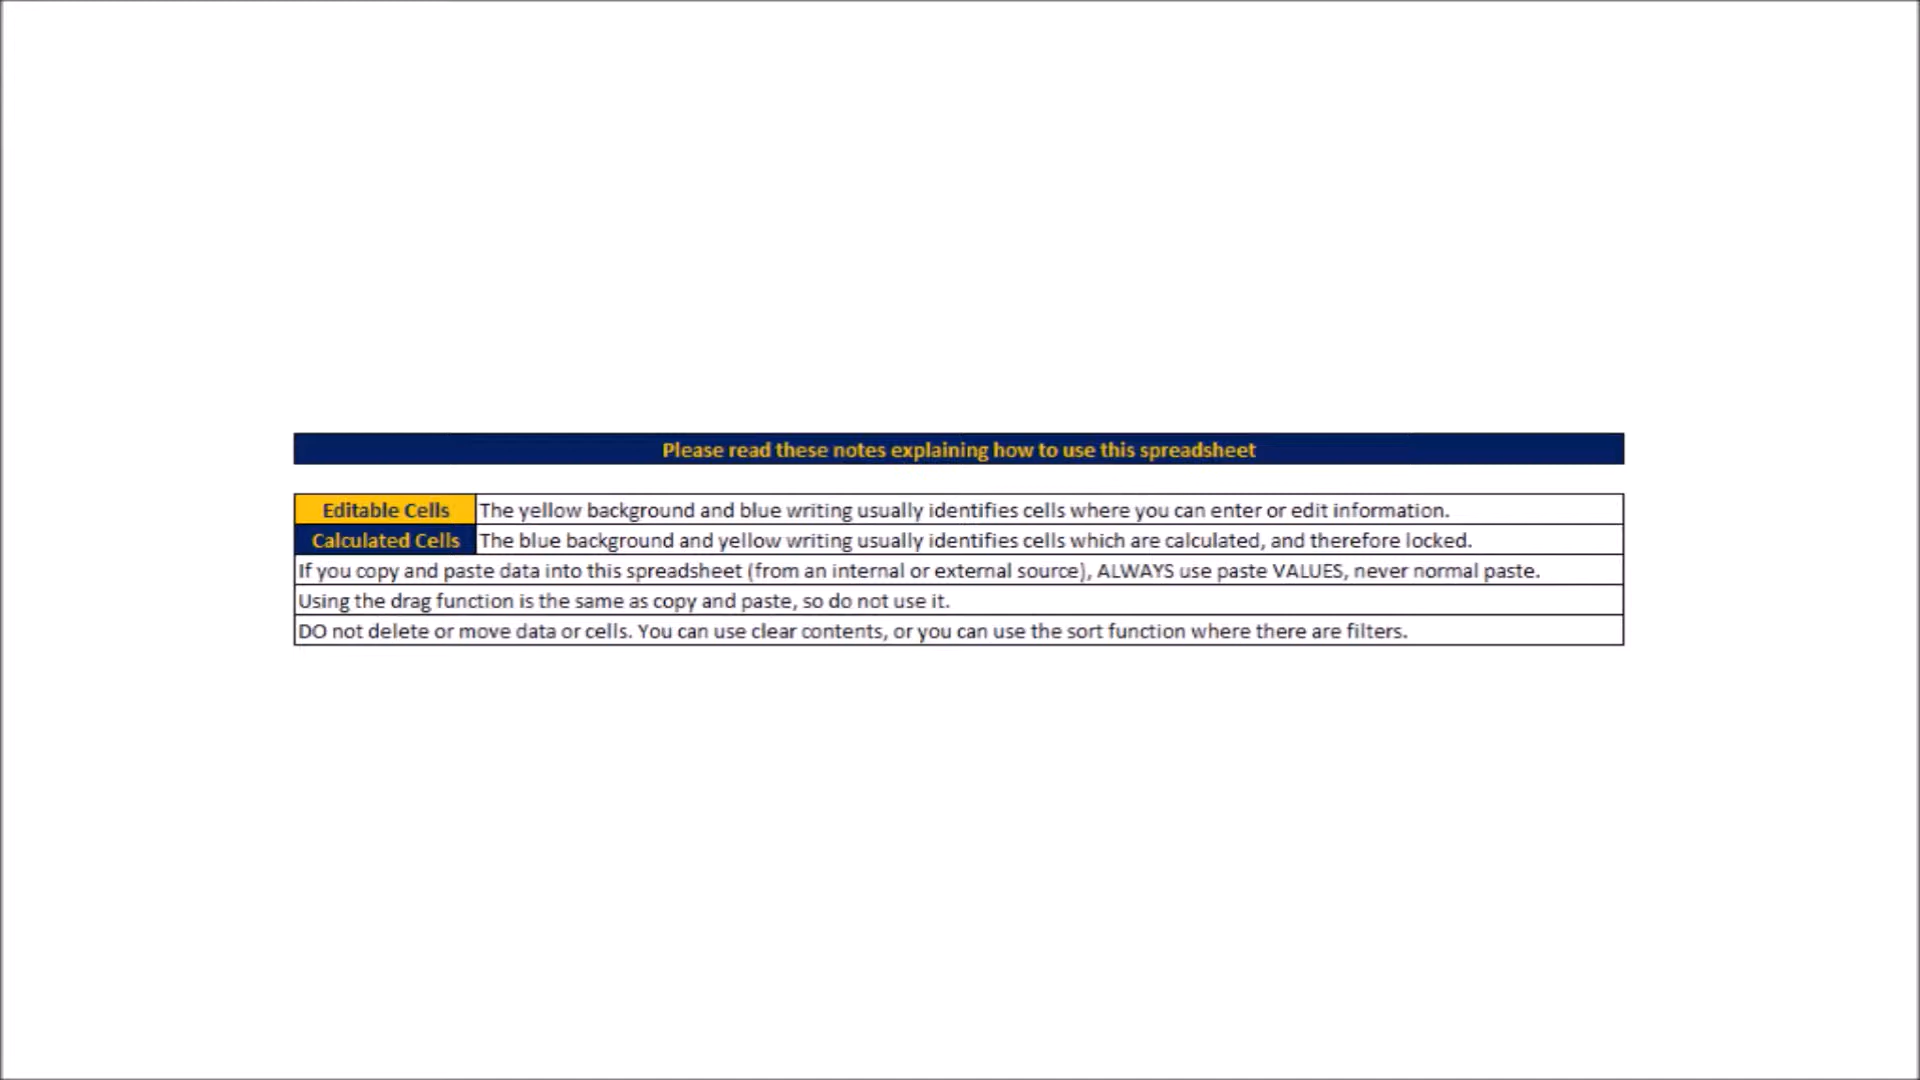 Please read these notes explaining how to use this spreadsheet
Editable Cells The yellow background and blue writing usually identifies cells where you can enter or edit information.
Calculated Cells The blue background and yellow writing usually identifies cells which are calculated, and therefore locked.
If you copy and paste data into this spreadsheet (from an internal or external source), ALWAYS use paste VALUES, never normal paste.
Using the drag function is the same as copy and paste, so do not use it.
DO not delete or move data or cells. You can use clear contents, or you can use the sort function where there are filters.